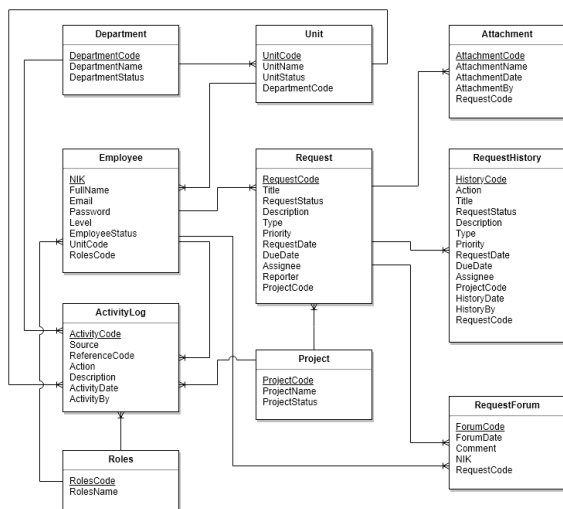 Department
DepartmentCode
DepartmentName
DepartmentStatus
Unit
UnitCode
UnitName
UnitStatus
DepartmentCode
Attachment
AttachmentCode
AttachmentName
AttachmentDate
AttachmentBy
RequestCode
Employee
NIK
FullName
Email
Password
Level
EmployeeStatus
UnitCode
RolesCode
Request
RequestCode
Title
RequestStatus
Description
Type
Priority
RequestDate
DueDate
Assignee
Reporter
ProjectCode
RequestHistory
HistoryCode
Action
Title
RequestStatus
Description
Type
Priority
RequestDate
DueDate
Assignee
ProjectCode
HistoryDate
HistoryBy
RequestCode
ActivityLog
ActivityCode
Source
ReferenceCode
Action
Description
ActivityDate
ActivityBy
Project
ProjectCode
ProjectName
ProjectStatus
RequestForum
ForumCode
ForumDate
Comment
NIK
RequestCode
Roles
RolesCode
RolesName